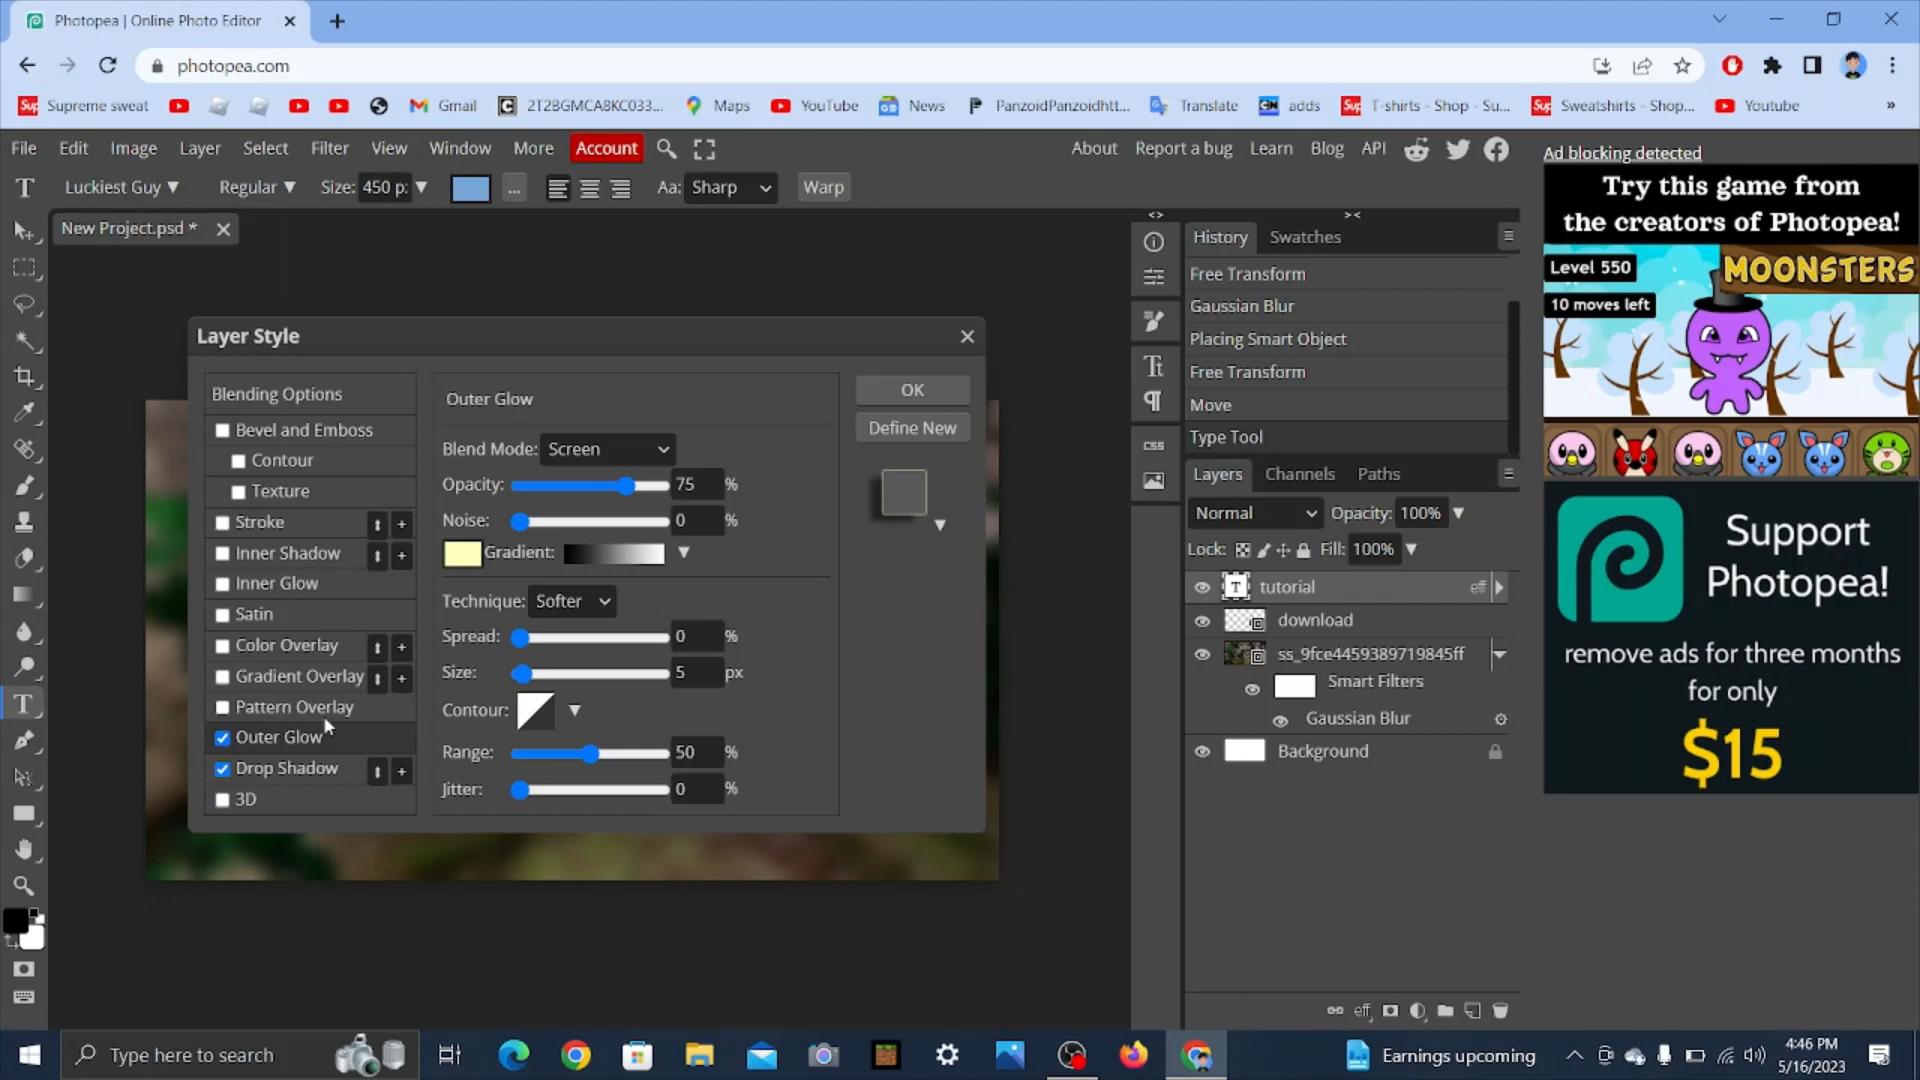 Photopea | Online Photo Editor
photopea.com
Supreme sweat
Gmail
2T2BGMCA8KC033...
Maps
YouTube
News
PanzoidPanzoidhtt...
Translate
adds
T-shirts - Shop - Su...
Sweatshirts - Shop...
Youtube
»
File Edit Image Layer Select Filter View Window More Account
About Report a bug Learn Blog API
Luckiest Guy ▼ Regular ▼ Size: 450 p: ▼ ... Aa: Sharp Warp
New Project.psd *
Layer Style
Blending Options
Bevel and Emboss
Contour
Texture
Stroke
Inner Shadow
Inner Glow
Satin
Color Overlay
Gradient Overlay
Pattern Overlay
Outer Glow
Drop Shadow
3D
Outer Glow
Blend Mode: Screen
Opacity: 75 %
Noise: 0 %
Gradient:
Technique: Softer
Spread: 0 %
Size: 5 px
Contour:
Range: 50 %
Jitter: 0 %
OK
Define New
CSS
History Swatches
Free Transform
Gaussian Blur
Placing Smart Object
Free Transform
Move
Type Tool
Layers Channels Paths
Normal Opacity: 100%
Lock: Fill: 100%
tutorial eff
download
ss_9fce4459389719845ff
Smart Filters
Gaussian Blur
Background
eff
Ad blocking detected
Try this game from
the creators of Photopea!
Level 550
MOONSTERS
10 moves left
Support
Photopea!
remove ads for three months
for only
$15
Type here to search
Earnings upcoming
4:46 PM
5/16/2023